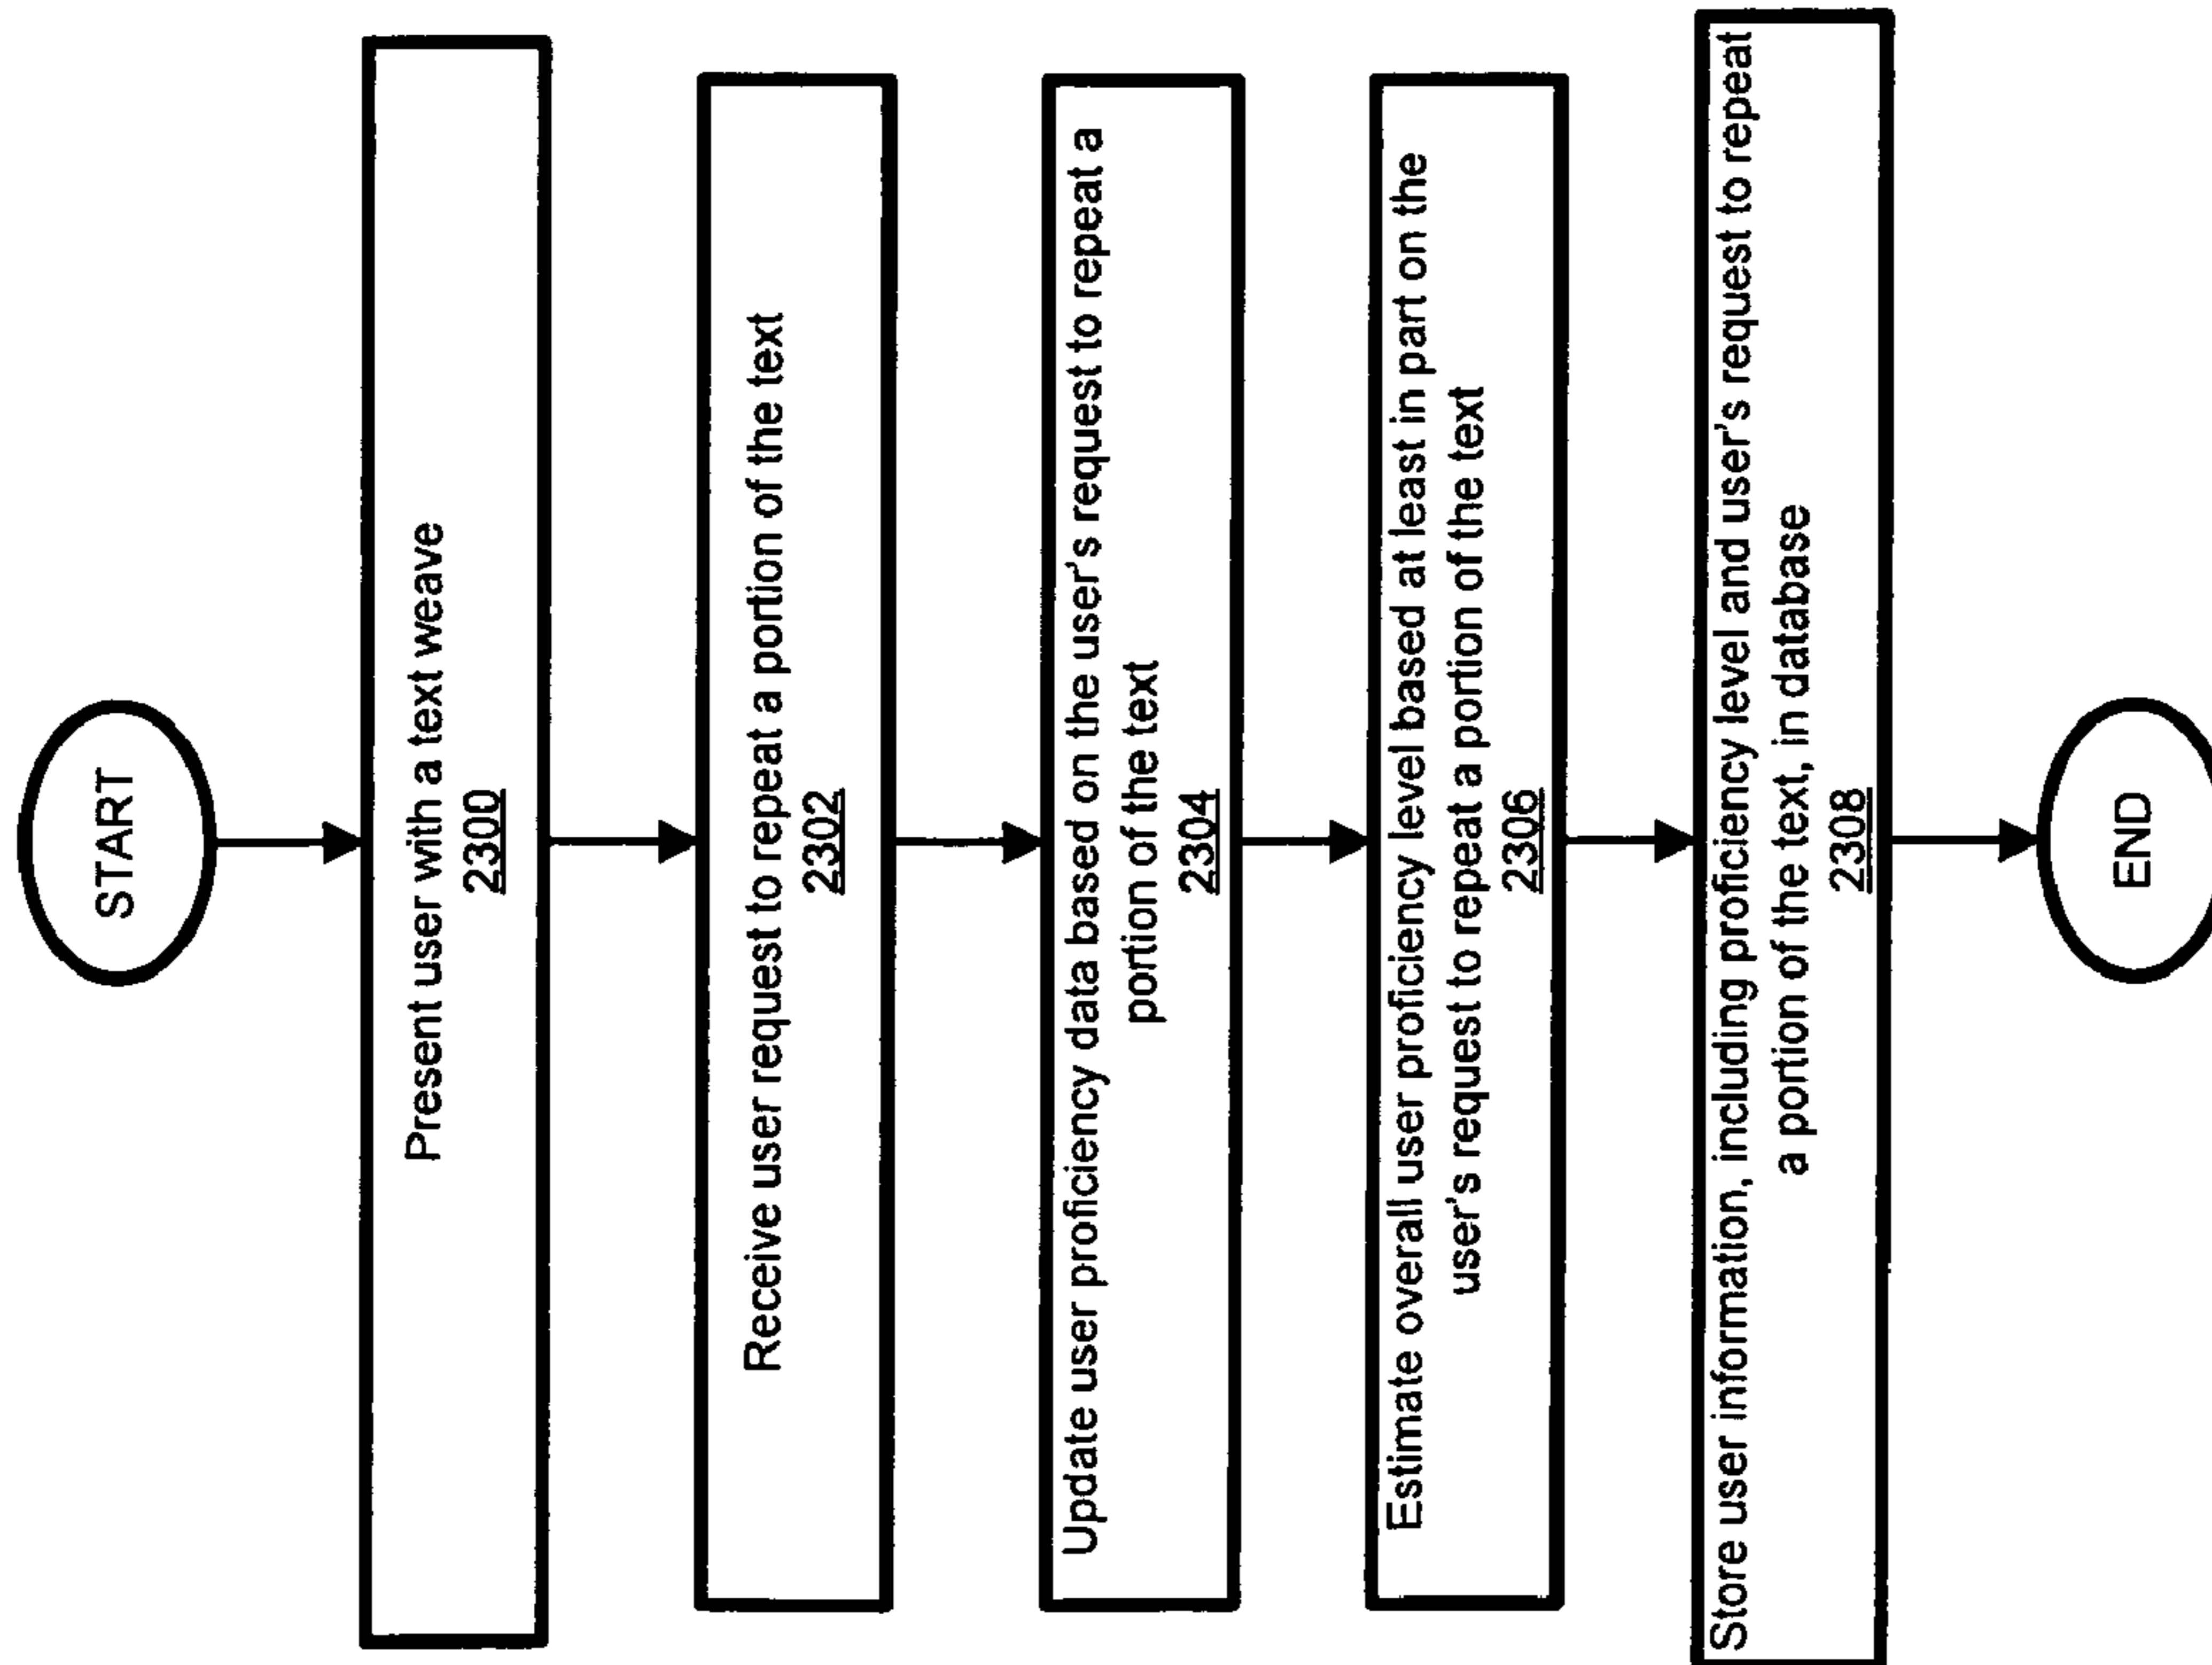 START
Present user with a text weave
2300
Receive user request to repeat a portion of the text
2302
Update user proficiency data based on the user's request to repeat a
portion of the text
2304
Estimate overall user proficiency level based at least in part on the
user's request to repeat a portion of the text
2306
Store user information, including proficiency level and user's request to repeat
a portion of the text, in database
2308
END